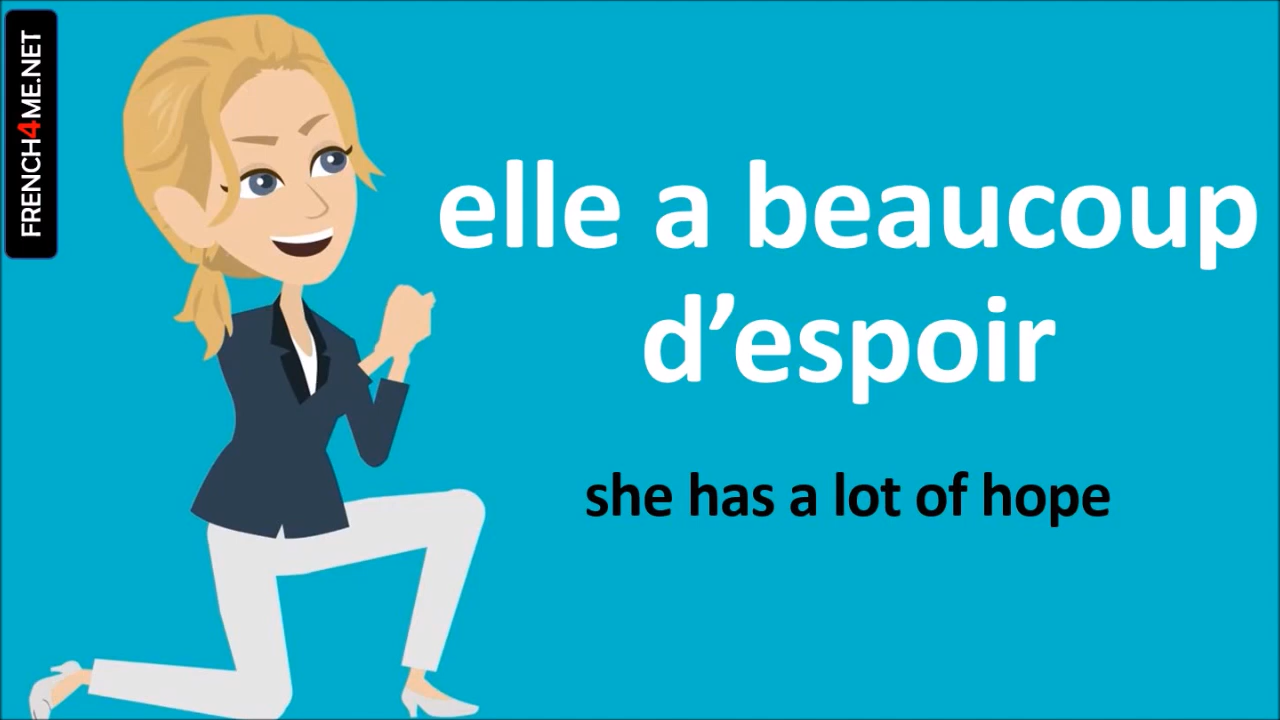 FRENCH4ME.NET
elle a beaucoup
d’espoir
she has a lot of hope